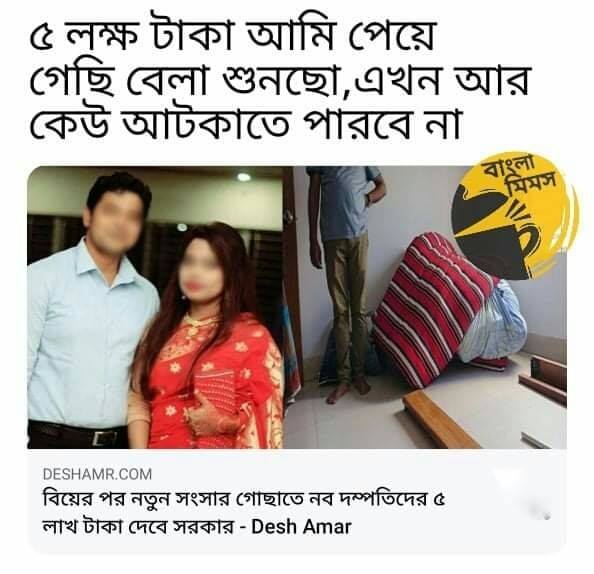 ৫ লক্ষ টাকা আমি পেয়ে
গেছি বেলা শুনছো,এখন আর
কেউ আটকাতে পারবে না
বাংলা
মিমস
DESHAMR.COM
বিয়ের পর নতুন সংসার গোছাতে নব দম্পতিদের ৫
লাখ টাকা দেবে সরকার - Desh Amar